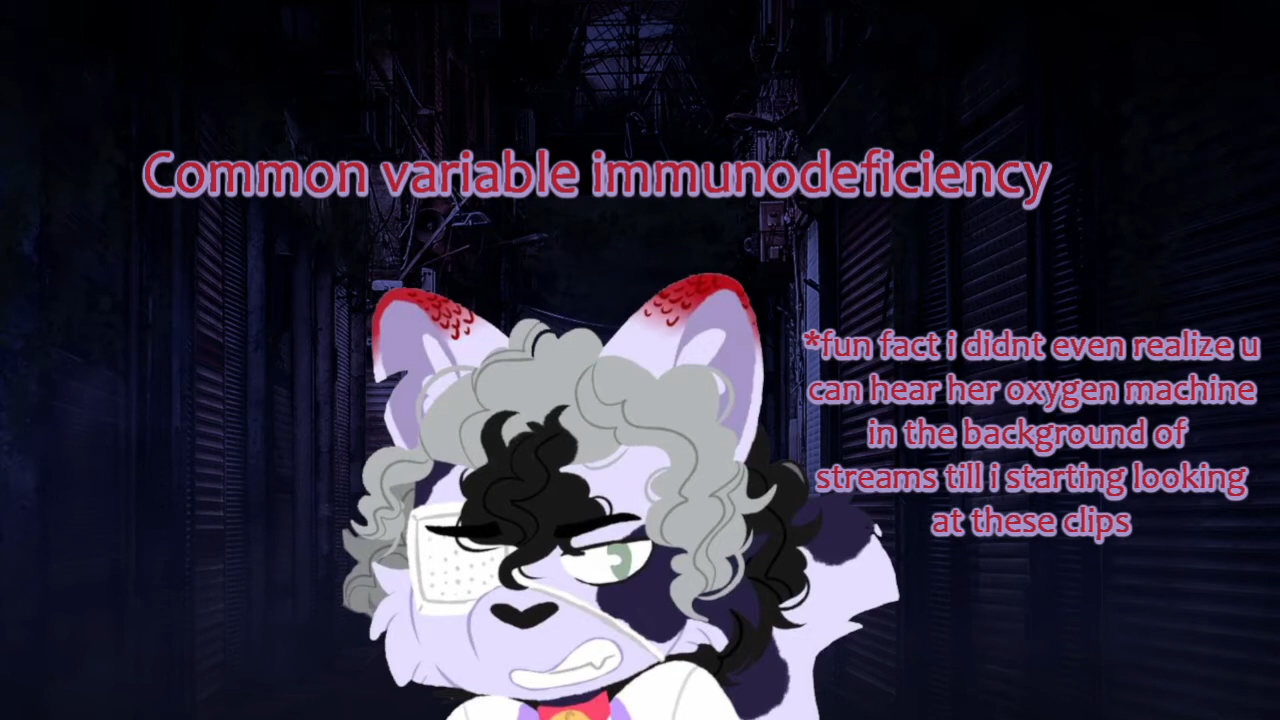 Common variable immunodeficiency
*fun fact i didnt even realize u
can hear her oxygen machine
in the background of
streams till i starting looking
at these clips